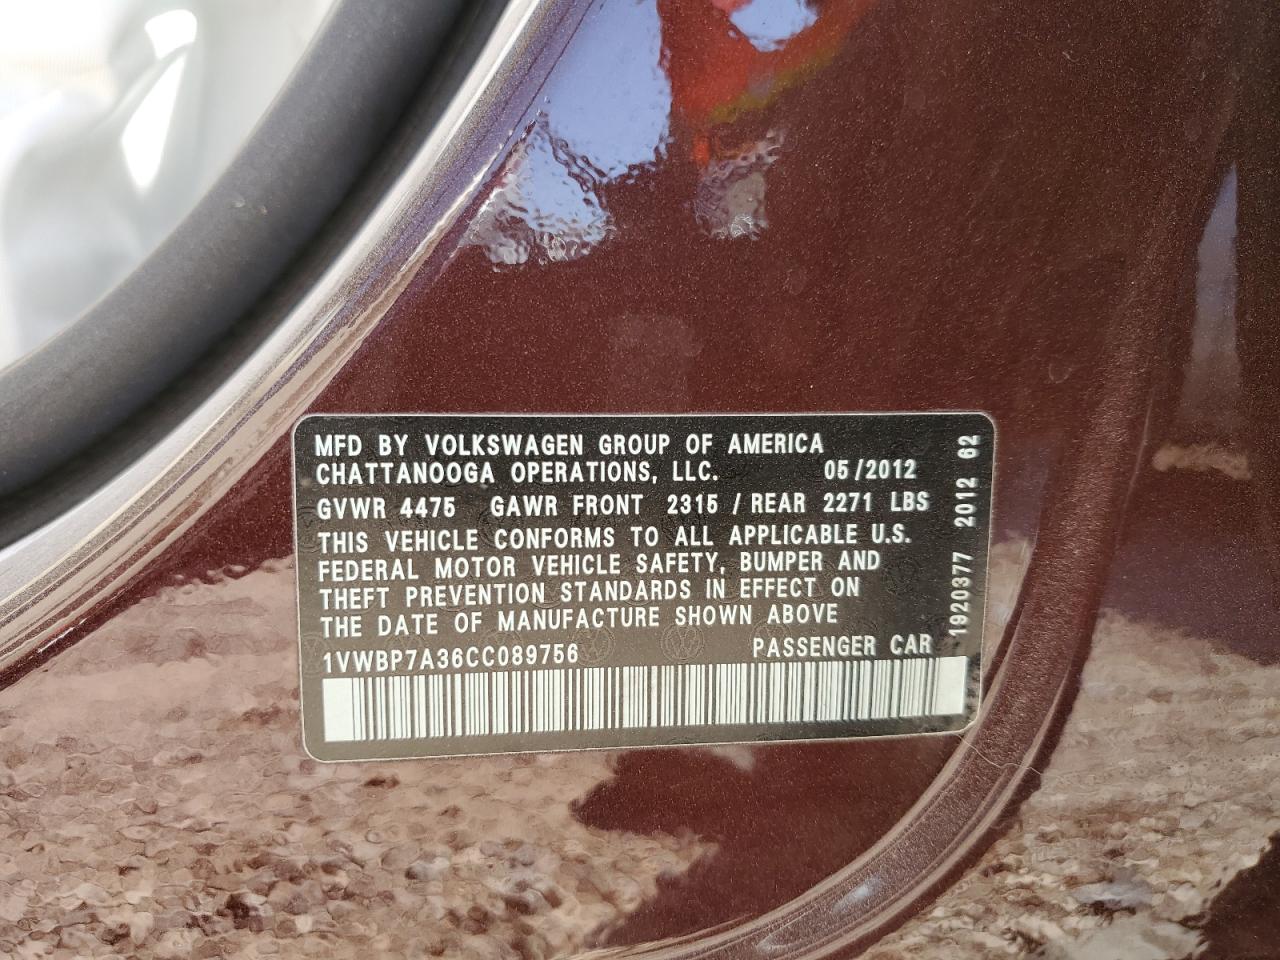 MFD BY VOLKSWAGEN GROUP OF AMERICA
CHATTANOOGA OPERATIONS, LLC. 05/2012
GVWR 4475 GAWR FRONT 2315 / REAR 2271 LBS
THIS VEHICLE CONFORMS TO ALL APPLICABLE U.S.
FEDERAL MOTOR VEHICLE SAFETY, BUMPER AND
THEFT PREVENTION STANDARDS IN EFFECT ON
THE DATE OF MANUFACTURE SHOWN ABOVE
1VWBP7A36CC089756 PASSENGER CAR
1920377 2012 62